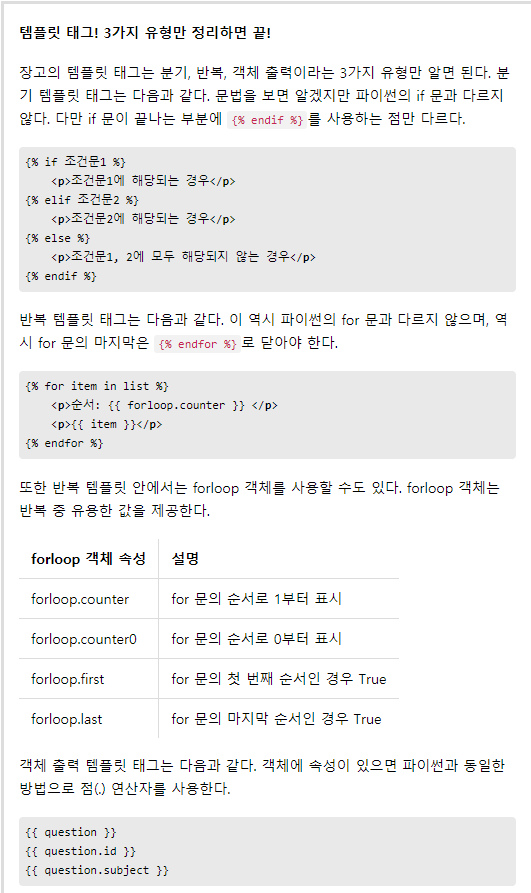 템플릿 태그! 3가지 유형만 정리하면 끝!
장고의 템플릿 태그는 분기, 반복, 객체 출력이라는 3가지 유형만 알면 된다. 분
기 템플릿 태그는 다음과 같다. 문법을 보면 알겠지만 파이썬의 if 문과 다르지
않다. 다만 if 문이 끝나는 부분에 {% endif %}를 사용하는 점만 다르다.
{% if 조건문1 %}
    <p>조건문1에 해당되는 경우</p>
{% elif 조건문2 %}
    <p>조건문2에 해당되는 경우</p>
{% else %}
    <p>조건문1, 2에 모두 해당되지 않는 경우</p>
{% endif %}
반복 템플릿 태그는 다음과 같다. 이 역시 파이썬의 for 문과 다르지 않으며, 역
시 for 문의 마지막은 {% endfor %}로 닫아야 한다.
{% for item in list %}
    <p>순서: {{ forloop.counter }} </p>
    <p>{{ item }}</p>
{% endfor %}
또한 반복 템플릿 안에서는 forloop 객체를 사용할 수도 있다. forloop 객체는
반복 중 유용한 값을 제공한다.
forloop 객체 속성 설명
forloop.counter for 문의 순서로 1부터 표시
forloop.counter0 for 문의 순서로 0부터 표시
forloop.first for 문의 첫 번째 순서인 경우 True
forloop.last for 문의 마지막 순서인 경우 True
객체 출력 템플릿 태그는 다음과 같다. 객체에 속성이 있으면 파이썬과 동일한
방법으로 점(.) 연산자를 사용한다.
{{ question }}
{{ question.id }}
{{ question.subject }}